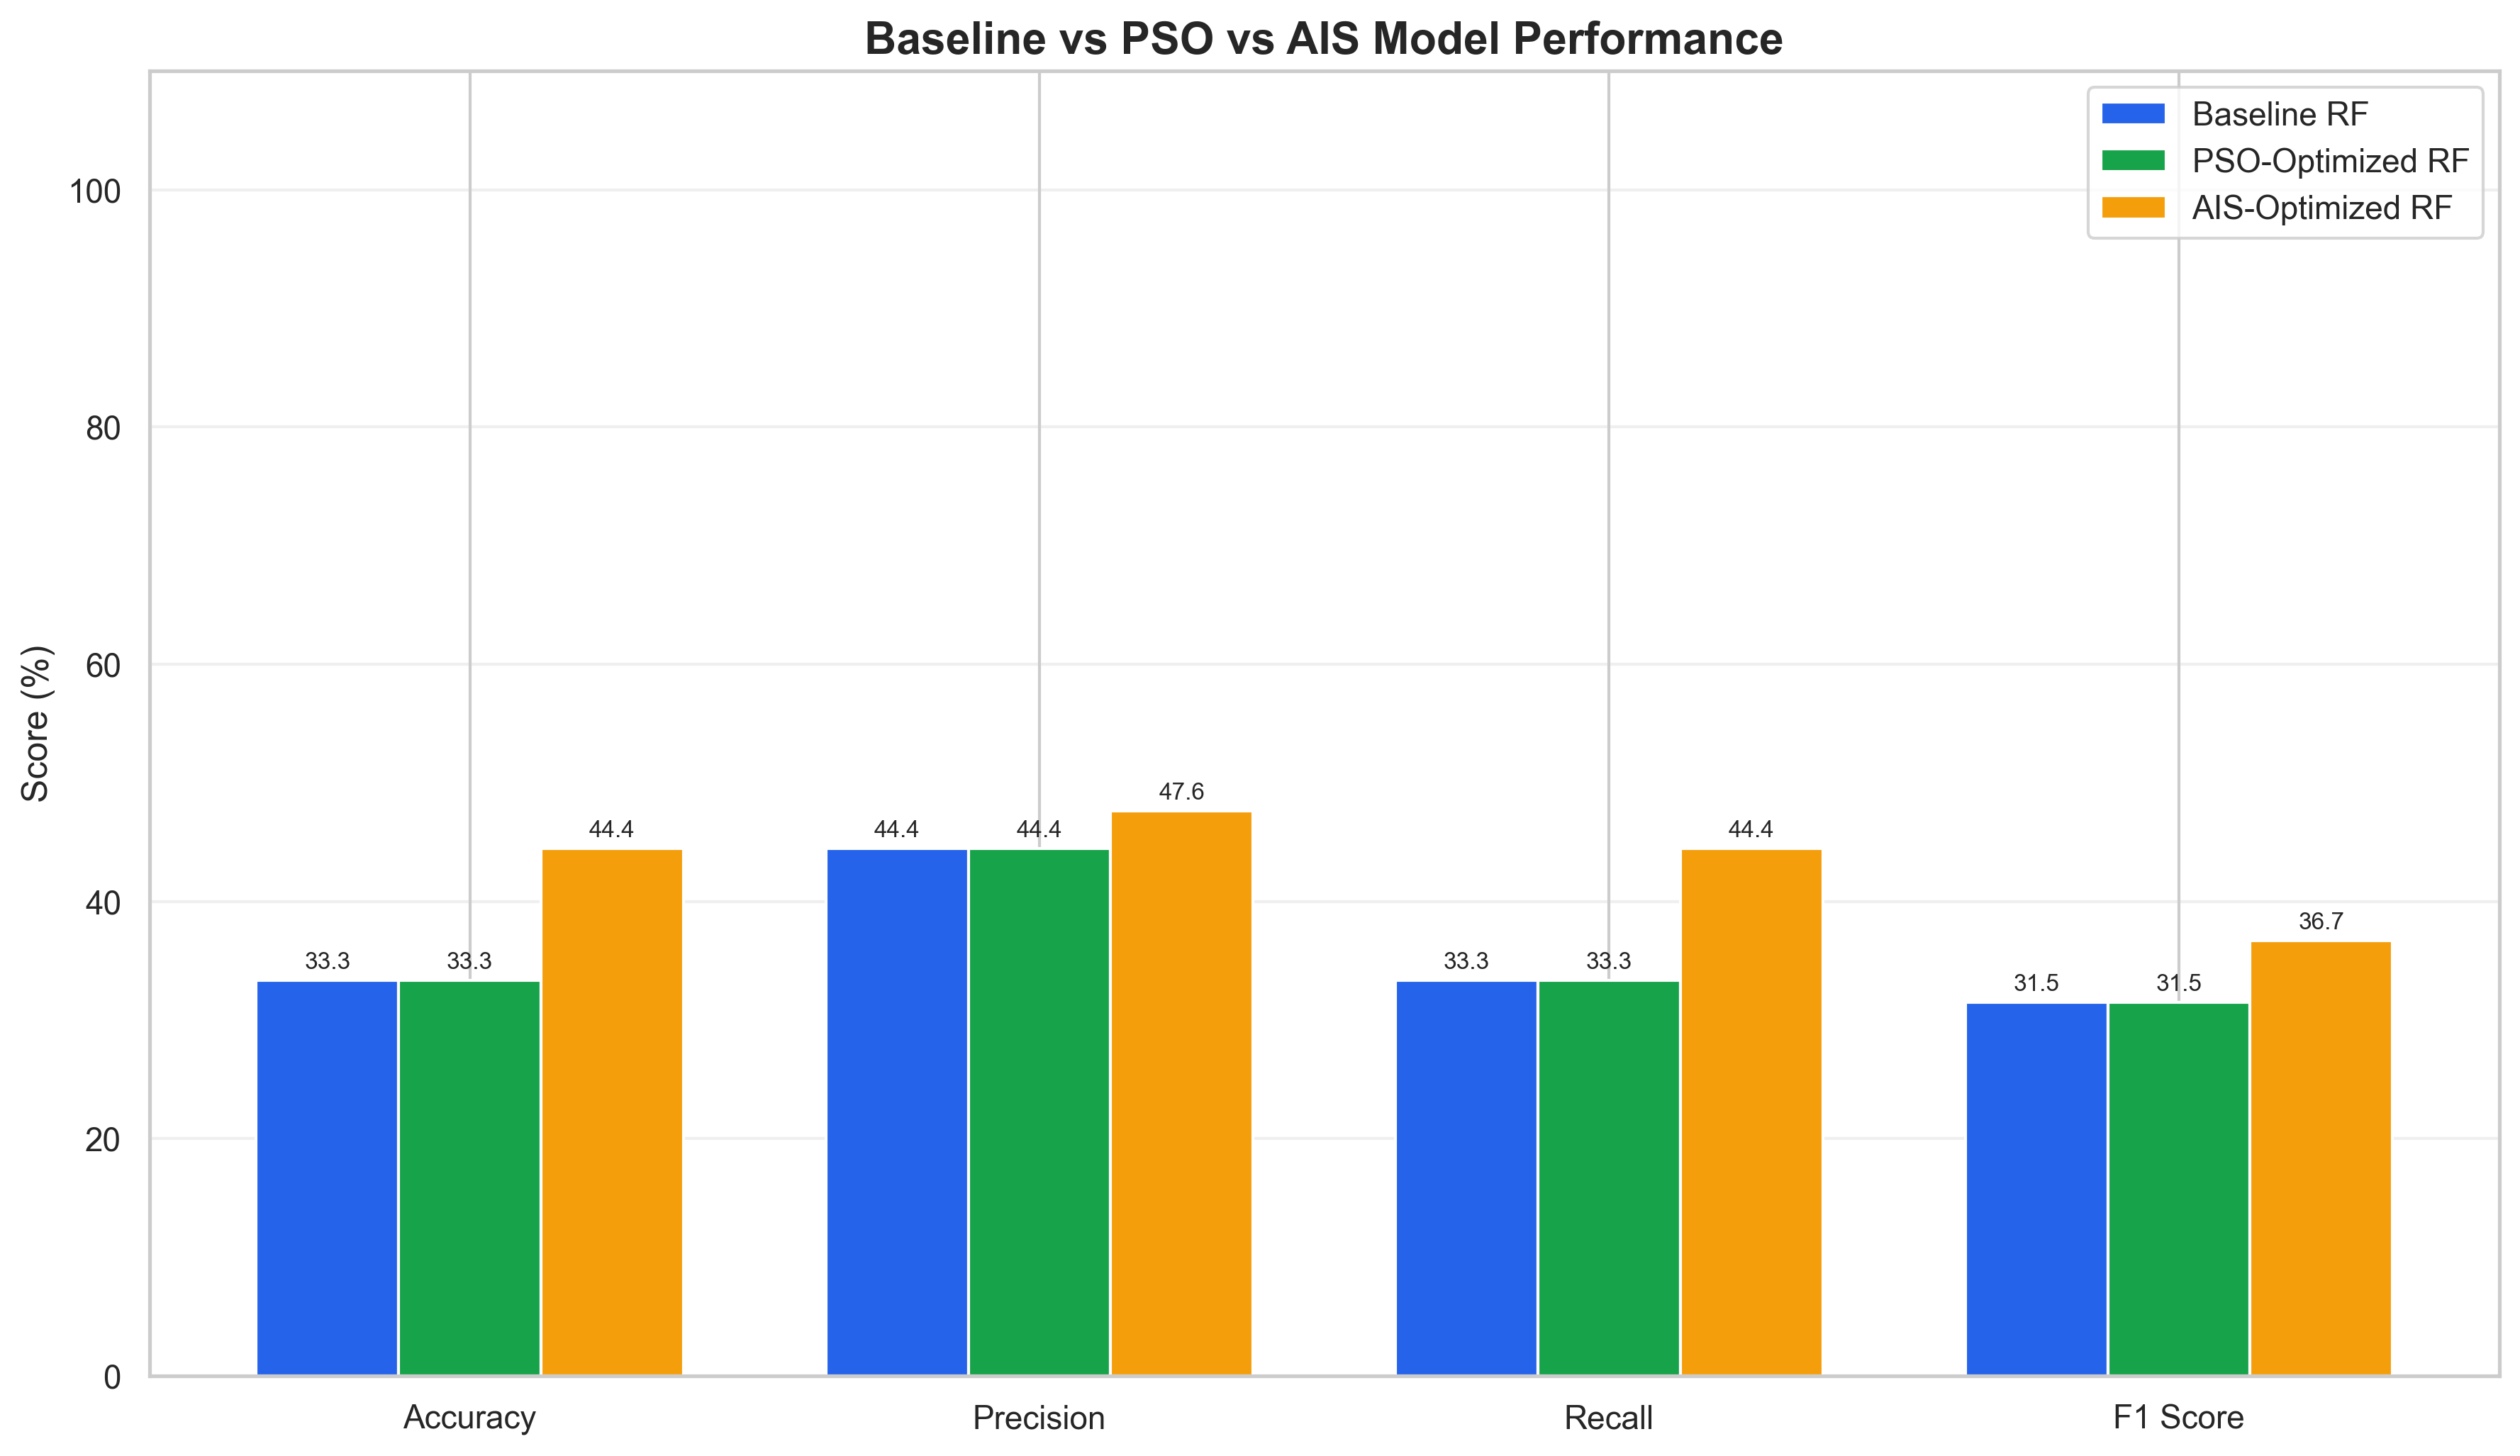 Baseline vs PSO vs AIS Model Performance
Baseline RF
PSO-Optimized RF
AIS-Optimized RF
Score (%)
100
80
60
40
20
0
33.3
33.3
44.4
44.4
44.4
47.6
33.3
33.3
44.4
31.5
31.5
36.7
Accuracy
Precision
Recall
F1 Score